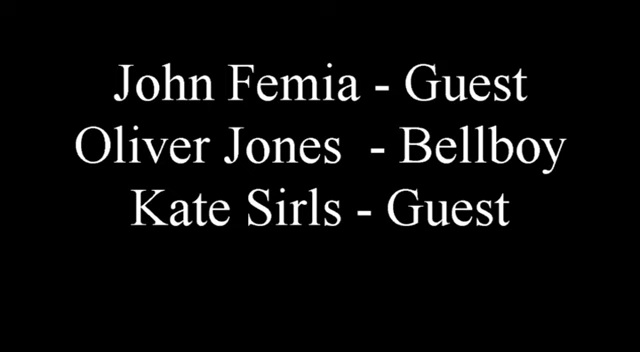 John Femia - Guest
Oliver Jones  - Bellboy
Kate Sirls - Guest